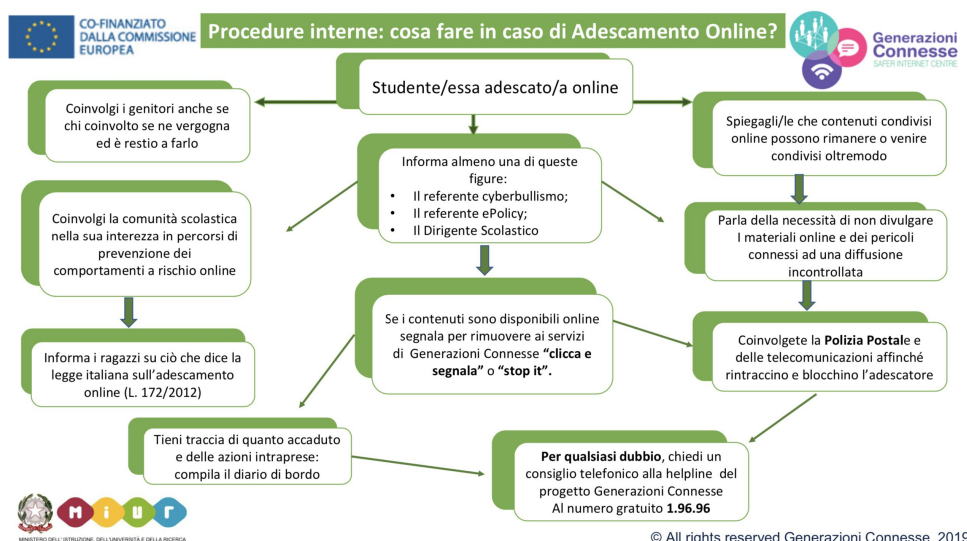 CO-FINANZIATO
DALLA COMMISSIONE
EUROPEA
Procedure interne: cosa fare in caso di Adescamento Online?
Generazioni
Connesse
SAFER INTERNET CENTRE
Studente/essa adescato/a online
Coinvolgi i genitori anche se
chi coinvolto se ne vergogna
ed è restio a farlo
Informa almeno una di queste
figure:
• Il referente cyberbullismo;
• Il referente ePolicy;
• Il Dirigente Scolastico
Spiegagli/le che contenuti condivisi
online possono rimanere o venire
condivisi oltremodo
Coinvolgi la comunità scolastica
nella sua interezza in percorsi di
prevenzione dei
comportamenti a rischio online
Parla della necessità di non divulgare
I materiali online e dei pericoli
connessi ad una diffusione
incontrollata
Se i contenuti sono disponibili online
segnala per rimuovere ai servizi
di Generazioni Connesse “clicca e
segnala” o “stop it”.
Informa i ragazzi su ciò che dice la
legge italiana sull’adescamento
online (L. 172/2012)
Coinvolgete la Polizia Postale e
delle telecomunicazioni affinché
rintraccino e blocchino l’adescatore
Tieni traccia di quanto accaduto
e delle azioni intraprese:
compila il diario di bordo
Per qualsiasi dubbio, chiedi un
consiglio telefonico alla helpline del
progetto Generazioni Connesse
Al numero gratuito 1.96.96
MIUR
MINISTERO DELL'ISTRUZIONE, DELL'UNIVERSITÀ E DELLA RICERCA
© All rights reserved Generazioni Connesse 2019